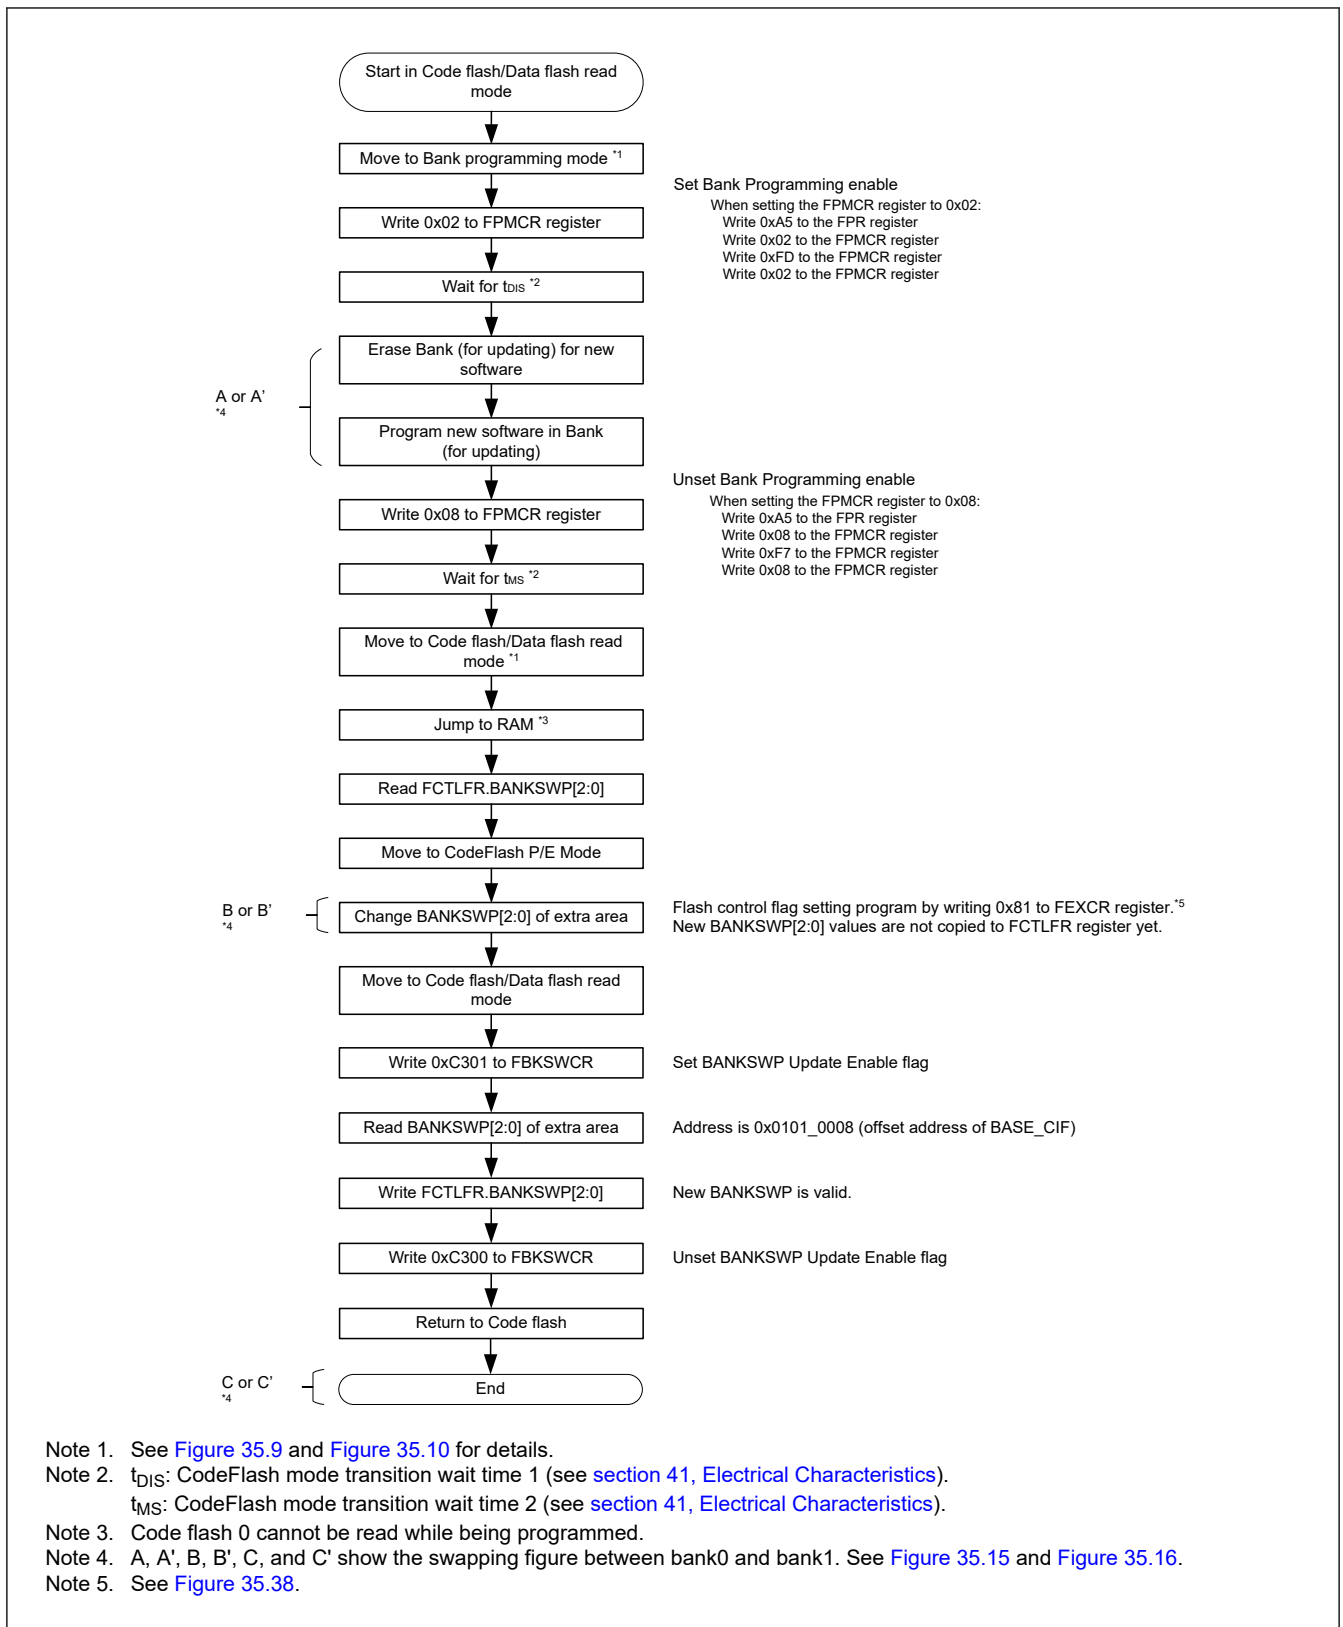 Start in Code flash/Data flash read
mode
Move to Bank programming mode *1
Set Bank Programming enable
When setting the FPMCR register to 0x02:
Write 0xA5 to the FPR register
Write 0x02 to the FPMCR register
Write 0xFD to the FPMCR register
Write 0x02 to the FPMCR register
Write 0x02 to FPMCR register
Wait for tDIS *2
A or A'
*4
Erase Bank (for updating) for new
software
Program new software in Bank
(for updating)
Unset Bank Programming enable
When setting the FPMCR register to 0x08:
Write 0xA5 to the FPR register
Write 0x08 to the FPMCR register
Write 0xF7 to the FPMCR register
Write 0x08 to the FPMCR register
Write 0x08 to FPMCR register
Wait for tMS *2
Move to Code flash/Data flash read
mode *1
Jump to RAM *3
Read FCTLFR.BANKSWP[2:0]
Move to CodeFlash P/E Mode
B or B'
*4
Change BANKSWP[2:0] of extra area
Flash control flag setting program by writing 0x81 to FEXCR register.*5
New BANKSWP[2:0] values are not copied to FCTLFR register yet.
Move to Code flash/Data flash read
mode
Write 0xC301 to FBKSWCR
Set BANKSWP Update Enable flag
Read BANKSWP[2:0] of extra area
Address is 0x0101_0008 (offset address of BASE_CIF)
Write FCTLFR.BANKSWP[2:0]
New BANKSWP is valid.
Write 0xC300 to FBKSWCR
Unset BANKSWP Update Enable flag
Return to Code flash
C or C'
*4
End
Note 1. See Figure 35.9 and Figure 35.10 for details.
Note 2. tDIS: CodeFlash mode transition wait time 1 (see section 41, Electrical Characteristics).
tMS: CodeFlash mode transition wait time 2 (see section 41, Electrical Characteristics).
Note 3. Code flash 0 cannot be read while being programmed.
Note 4. A, A', B, B', C, and C' show the swapping figure between bank0 and bank1. See Figure 35.15 and Figure 35.16.
Note 5. See Figure 35.38.